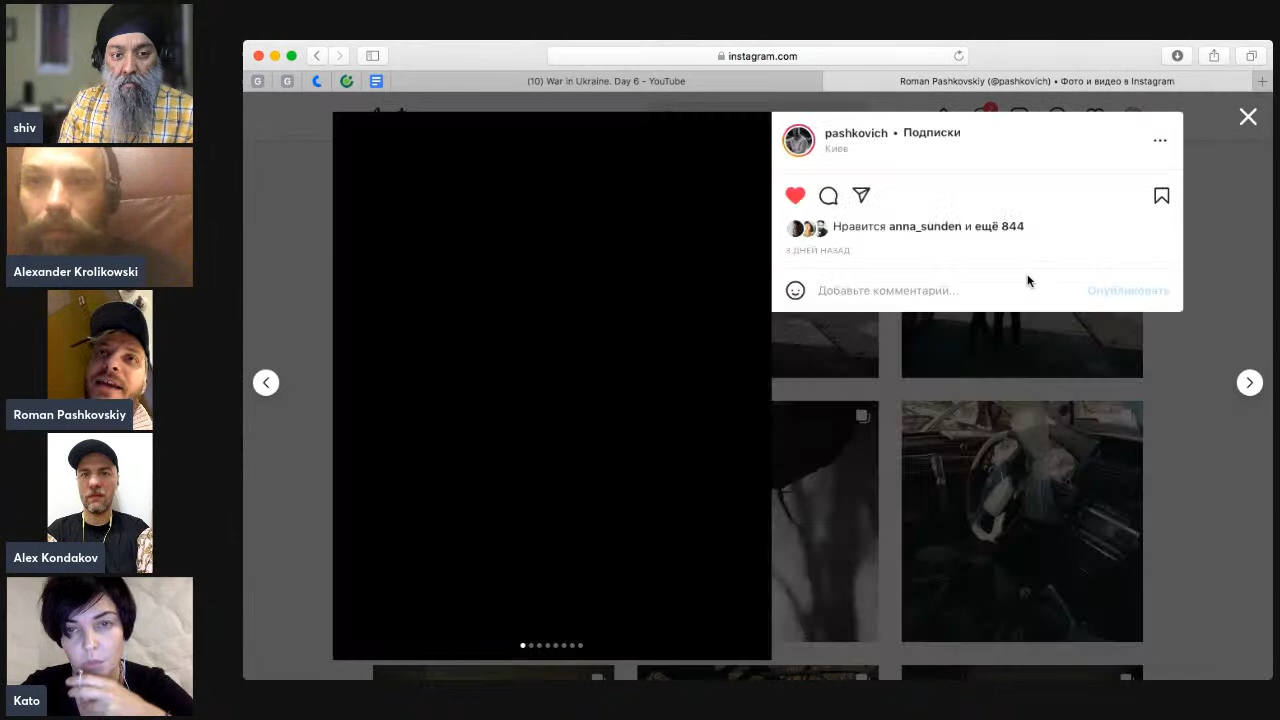 shiv
Alexander Krolikowski
Roman Pashkovskiy
Alex Kondakov
Kato
instagram.com
G
G
(10) War in Ukraine. Day 6 - YouTube
Roman Pashkovskiy (@pashkovich) • Фото и видео в Instagram
pashkovich • Подписки
Киев
Нравится anna_sunden и ещё 844
3 ДНЕЙ НАЗАД
Добавьте комментарий...
Опубликовать